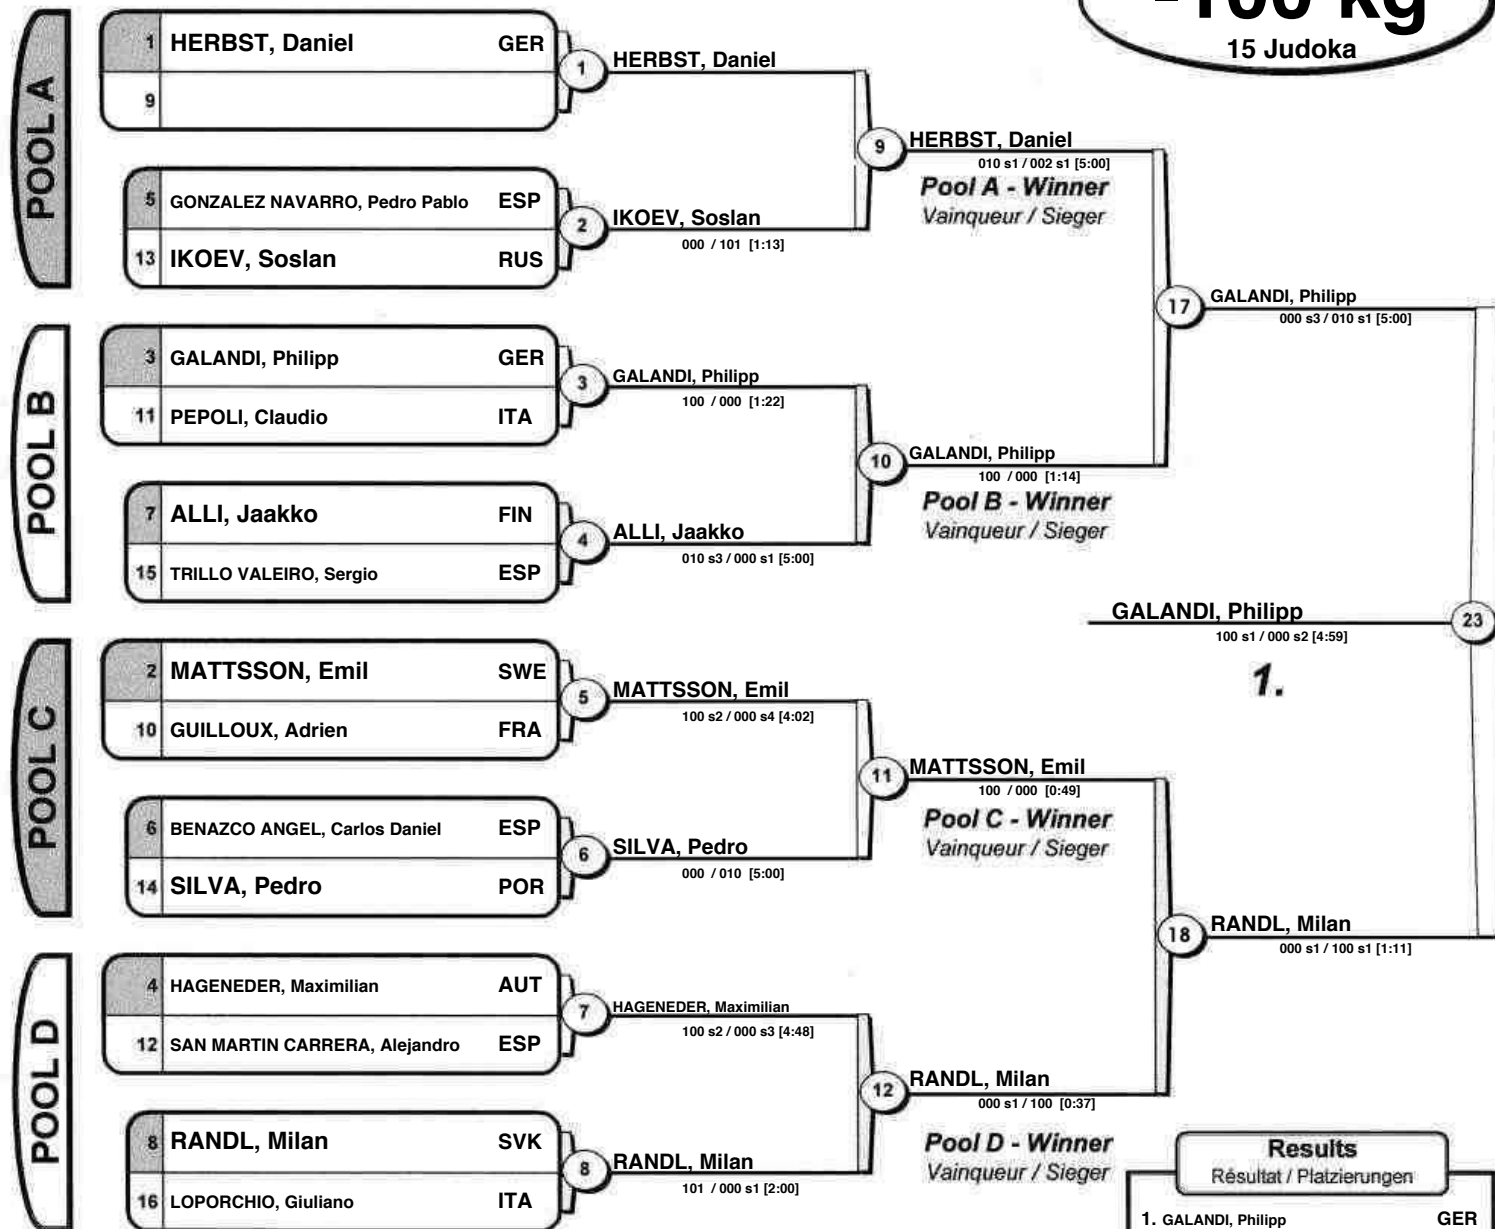 -100 kg
15 Judoka
POOL A
1 HERBST, Daniel GER
9
1 HERBST, Daniel
5 GONZALEZ NAVARRO, Pedro Pablo ESP
13 IKOEV, Soslan RUS
2 IKOEV, Soslan
000 / 101 [1:13]
9 HERBST, Daniel
010 s1 / 002 s1 [5:00]
Pool A - Winner
Vainqueur / Sieger
POOL B
3 GALANDI, Philipp GER
11 PEPOLI, Claudio ITA
3 GALANDI, Philipp
100 / 000 [1:22]
7 ALLI, Jaakko FIN
15 TRILLO VALEIRO, Sergio ESP
4 ALLI, Jaakko
010 s3 / 000 s1 [5:00]
10 GALANDI, Philipp
100 / 000 [1:14]
Pool B - Winner
Vainqueur / Sieger
17 GALANDI, Philipp
000 s3 / 010 s1 [5:00]
GALANDI, Philipp 23
100 s1 / 000 s2 [4:59]
1.
POOL C
2 MATTSSON, Emil SWE
10 GUILLOUX, Adrien FRA
5 MATTSSON, Emil
100 s2 / 000 s4 [4:02]
6 BENAZCO ANGEL, Carlos Daniel ESP
14 SILVA, Pedro POR
6 SILVA, Pedro
000 / 010 [5:00]
11 MATTSSON, Emil
100 / 000 [0:49]
Pool C - Winner
Vainqueur / Sieger
POOL D
4 HAGENEDER, Maximilian AUT
12 SAN MARTIN CARRERA, Alejandro ESP
7 HAGENEDER, Maximilian
100 s2 / 000 s3 [4:48]
8 RANDL, Milan SVK
16 LOPORCHIO, Giuliano ITA
8 RANDL, Milan
101 / 000 s1 [2:00]
12 RANDL, Milan
000 s1 / 100 [0:37]
Pool D - Winner
Vainqueur / Sieger
18 RANDL, Milan
000 s1 / 100 s1 [1:11]
Results
Résultat / Platzierungen
1. GALANDI, Philipp GER